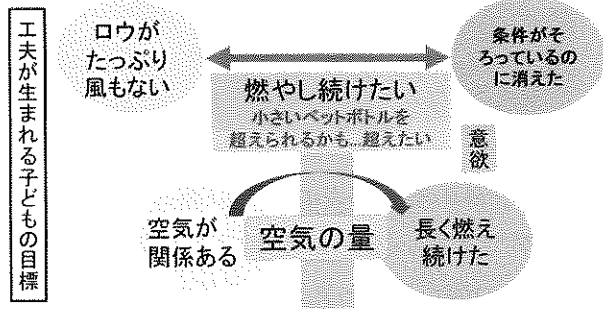 工夫が生まれる子どもの目標
ロウが
たっぷり
風もない
条件がそ
ろっているの
に消えた
燃やし続けたい
小さいペットボトルを
超えられるかも…超えたい
意欲
空気が
関係ある
空気の量
長く燃え
続けた